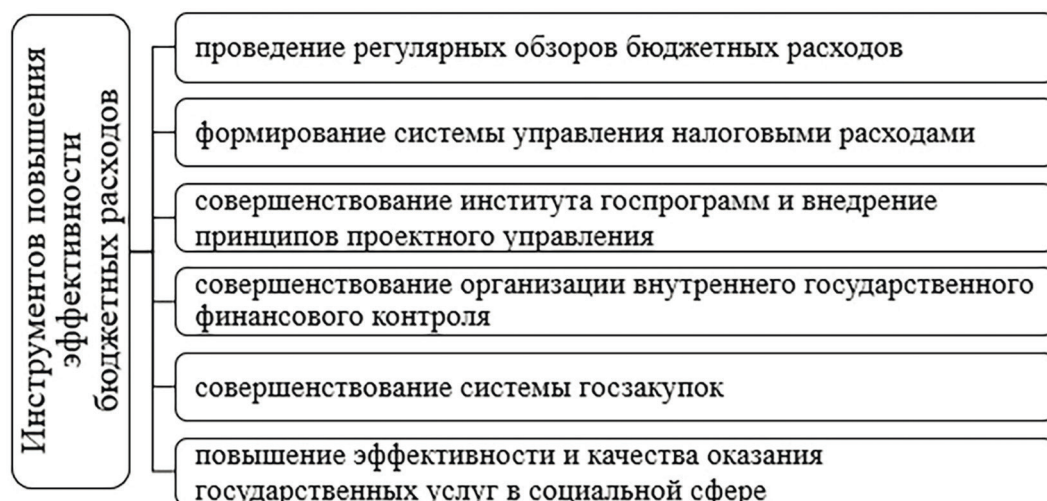 Инструментов повышения
эффективности
бюджетных расходов
проведение регулярных обзоров бюджетных расходов
формирование системы управления налоговыми расходами
совершенствование института госпрограмм и внедрение
принципов проектного управления
совершенствование организации внутреннего государственного
финансового контроля
совершенствование системы госзакупок
повышение эффективности и качества оказания
государственных услуг в социальной сфере